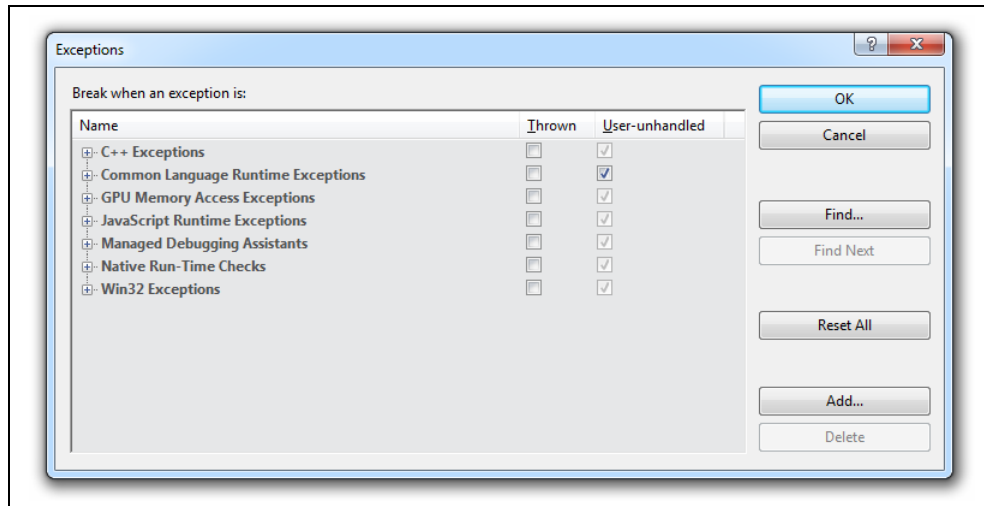 Exceptions
Break when an exception is:
Name Thrown User-unhandled
C++ Exceptions
Common Language Runtime Exceptions
GPU Memory Access Exceptions
JavaScript Runtime Exceptions
Managed Debugging Assistants
Native Run-Time Checks
Win32 Exceptions
OK
Cancel
Find...
Find Next
Reset All
Add...
Delete